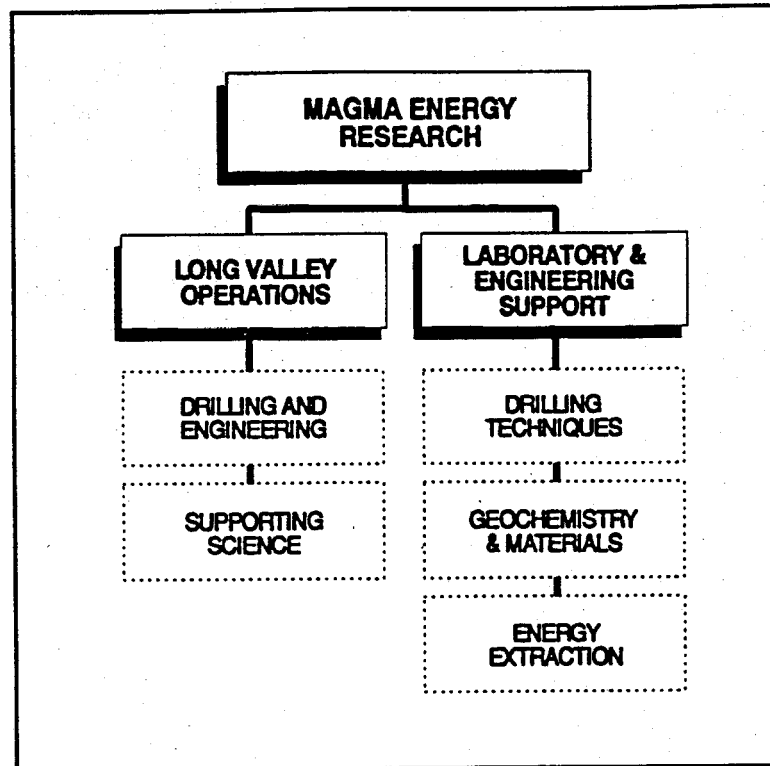 MAGMA ENERGY
RESEARCH
LONG VALLEY
OPERATIONS
LABORATORY &
ENGINEERING
SUPPORT
DRILLING AND
ENGINEERING
DRILLING
TECHNIQUES
SUPPORTING
SCIENCE
GEOCHEMISTRY
& MATERIALS
ENERGY
EXTRACTION